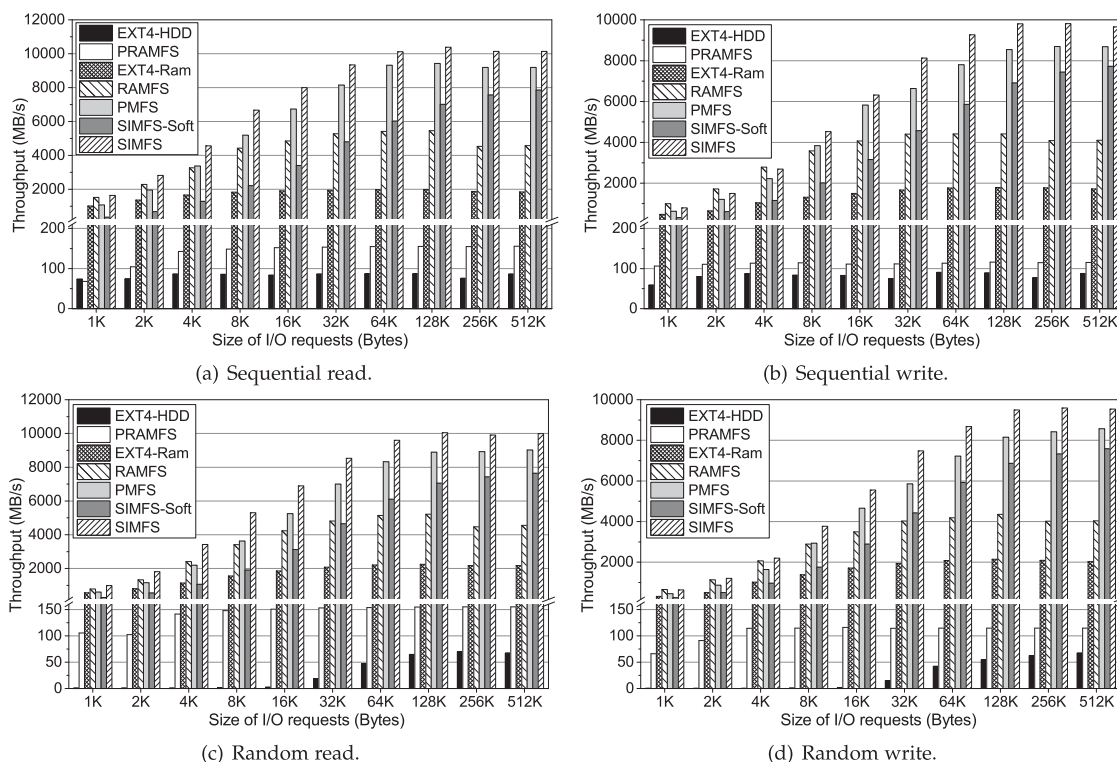 12000
10000
8000
6000
4000
2000
200
100
0
Throughput (MB/s)
EXT4-HDD
PRAMFS
EXT4-Ram
RAMFS
PMFS
SIMFS-Soft
SIMFS
1K 2K 4K 8K 16K 32K 64K 128K 256K 512K
Size of I/O requests (Bytes)
(a) Sequential read.
10000
8000
6000
4000
2000
200
100
0
Throughput (MB/s)
EXT4-HDD
PRAMFS
EXT4-Ram
RAMFS
PMFS
SIMFS-Soft
SIMFS
1K 2K 4K 8K 16K 32K 64K 128K 256K 512K
Size of I/O requests (Bytes)
(b) Sequential write.
12000
10000
8000
6000
4000
2000
150
100
50
0
Throughput (MB/s)
EXT4-HDD
PRAMFS
EXT4-Ram
RAMFS
PMFS
SIMFS-Soft
SIMFS
1K 2K 4K 8K 16K 32K 64K 128K 256K 512K
Size of I/O requests (Bytes)
(c) Random read.
10000
8000
6000
4000
2000
150
100
50
0
Throughput (MB/s)
EXT4-HDD
PRAMFS
EXT4-Ram
RAMFS
PMFS
SIMFS-Soft
SIMFS
1K 2K 4K 8K 16K 32K 64K 128K 256K 512K
Size of I/O requests (Bytes)
(d) Random write.